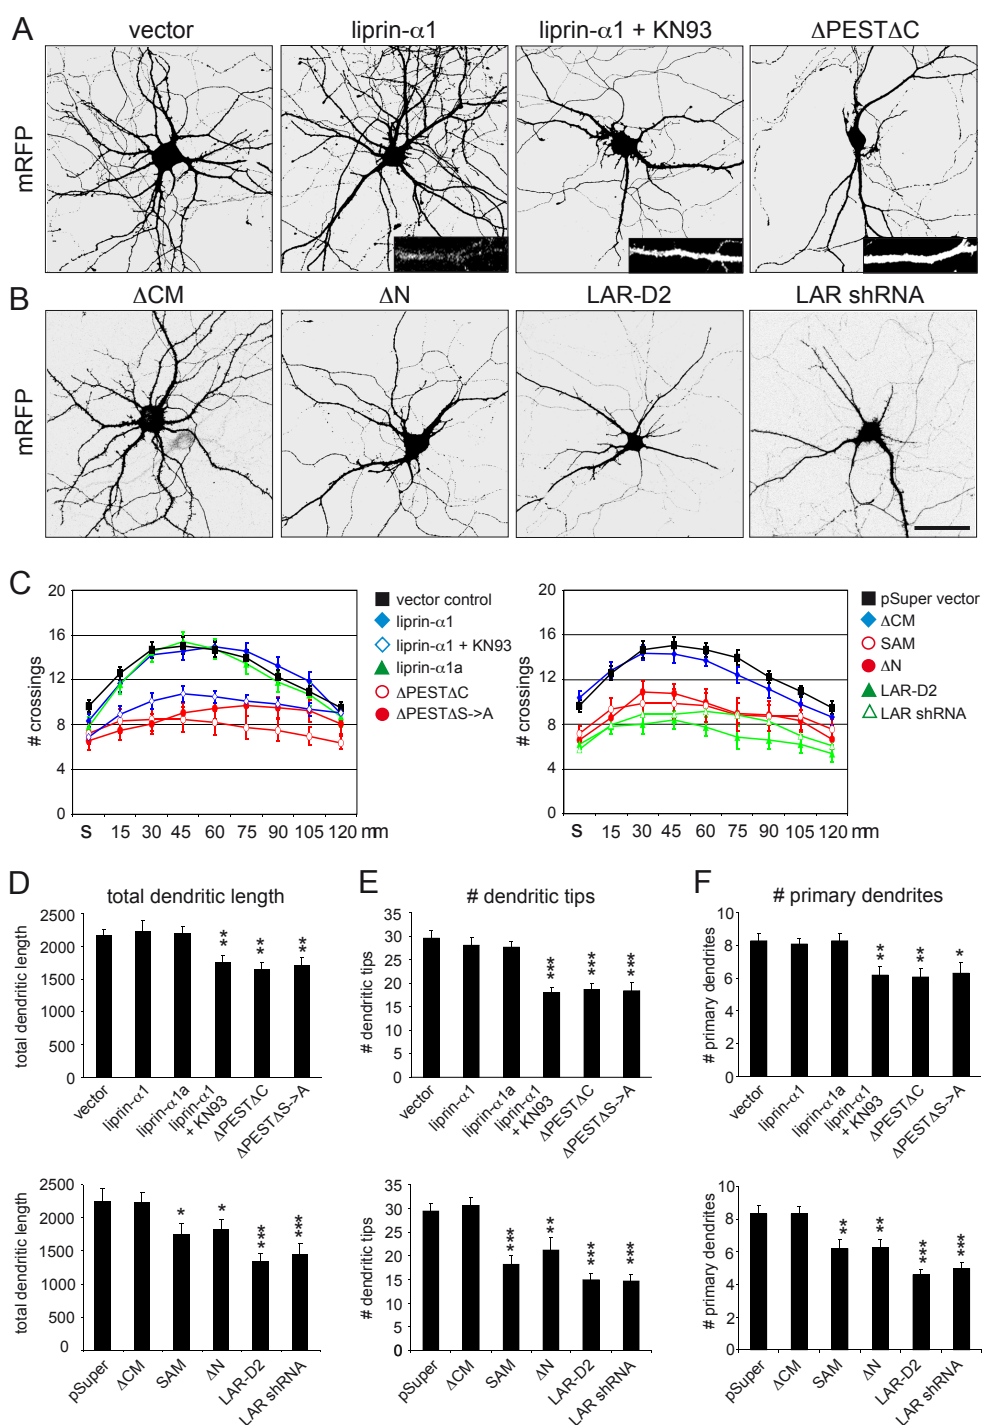 A
vector
liprin-α1
liprin-α1 + KN93
ΔPESTΔC
mRFP
B
ΔCM
ΔN
LAR-D2
LAR shRNA
mRFP
C
# crossings
20
16
12
8
4
0
S 15 30 45 60 75 90 105 120 mm
vector control
liprin-α1
liprin-α1 + KN93
liprin-α1a
ΔPESTΔC
ΔPESTΔS->A
# crossings
20
16
12
8
4
0
S 15 30 45 60 75 90 105 120 mm
pSuper vector
ΔCM
SAM
ΔN
LAR-D2
LAR shRNA
D
total dendritic length
total dendritic length
2500
2000
1500
1000
500
0
** ** **
vector
liprin-α1
liprin-α1a
liprin-α1 + KN93
ΔPESTΔC
ΔPESTΔS->A
E
# dendritic tips
# dendritic tips
35
30
25
20
15
10
5
0
*** *** ***
vector
liprin-α1
liprin-α1a
liprin-α1 + KN93
ΔPESTΔC
ΔPESTΔS->A
F
# primary dendrites
# primary dendrites
10
8
6
4
2
0
** ** *
vector
liprin-α1
liprin-α1a
liprin-α1 + KN93
ΔPESTΔC
ΔPESTΔS->A
total dendritic length
2500
2000
1500
1000
500
0
* * *** ***
pSuper
ΔCM
SAM
ΔN
LAR-D2
LAR shRNA
# dendritic tips
35
30
25
20
15
10
5
0
*** ** *** ***
pSuper
ΔCM
SAM
ΔN
LAR-D2
LAR shRNA
# primary dendrites
10
8
6
4
2
0
** ** *** ***
pSuper
ΔCM
SAM
ΔN
LAR-D2
LAR shRNA